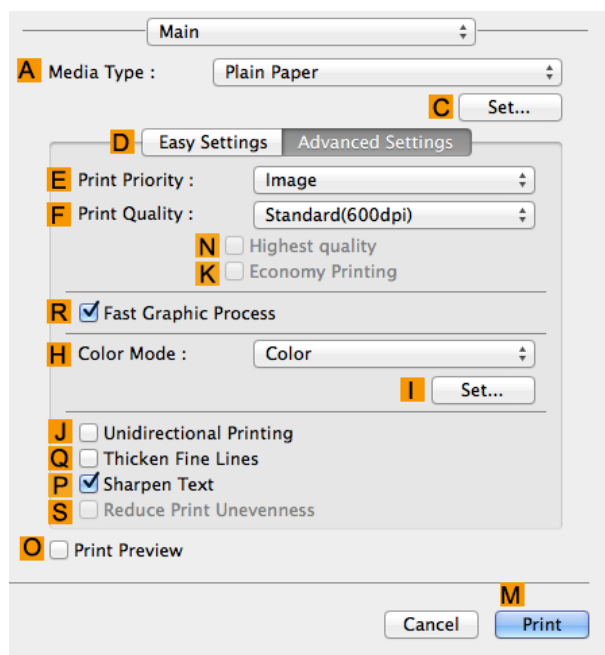 Main
A Media Type : Plain Paper
C Set...
D Easy Settings Advanced Settings
E Print Priority : Image
F Print Quality : Standard(600dpi)
N Highest quality
K Economy Printing
R Fast Graphic Process
H Color Mode : Color
I Set...
J Unidirectional Printing
Q Thicken Fine Lines
P Sharpen Text
S Reduce Print Unevenness
O Print Preview
M
Cancel Print